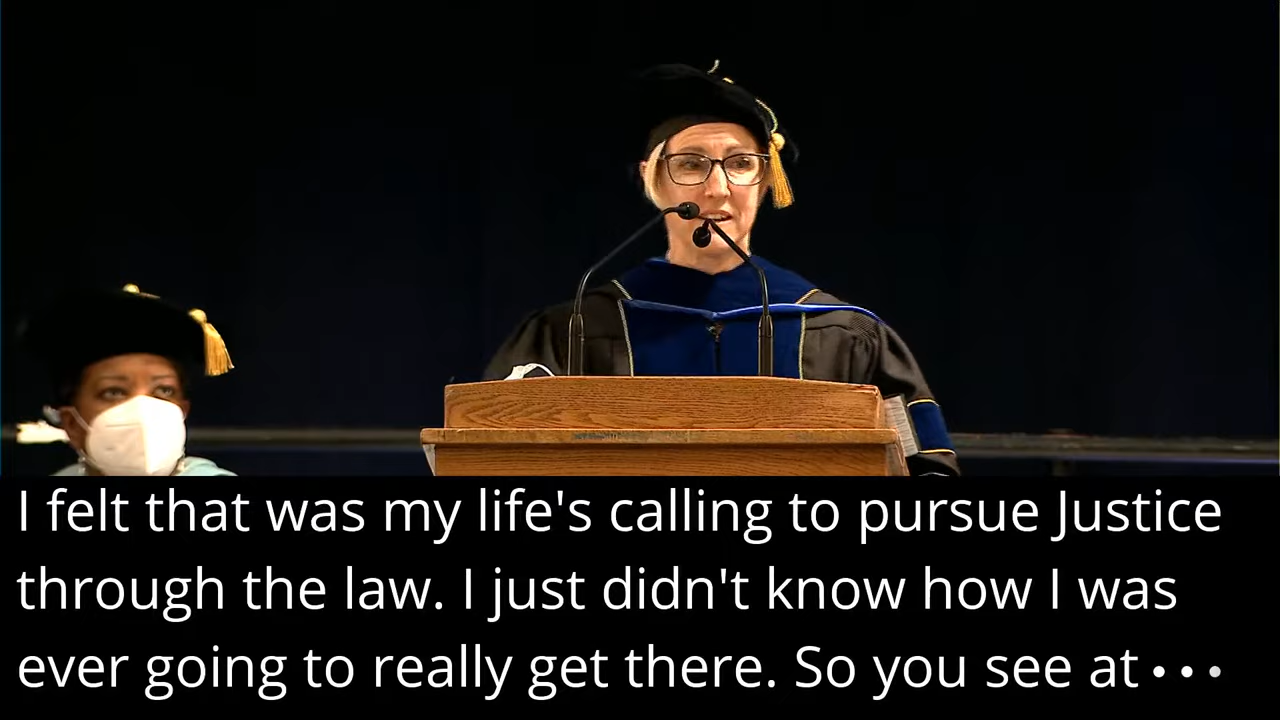 I felt that was my life's calling to pursue Justice
through the law. I just didn't know how I was
ever going to really get there. So you see at •••